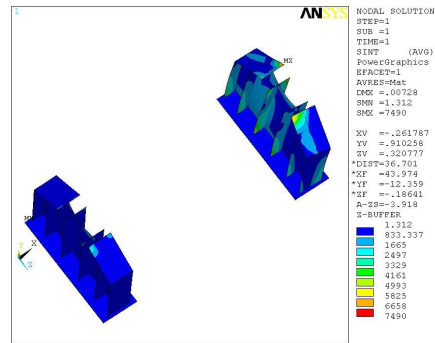 1
ANSYS
NODAL SOLUTION
STEP=1
SUB =1
TIME=1
SINT (AVG)
PowerGraphics
EFACET=1
AVRES=Mat
DMX =.00728
SMN =1.312
SMX =7490
XV =-.261787
YV =.910258
ZV =.320777
*DIST=36.701
*XF =43.974
*YF =-12.359
*ZF =-.18641
A-ZS=-3.918
Z-BUFFER
1.312
833.337
1665
2497
3329
4161
4993
5825
6658
7490
MX
X
Y
Z